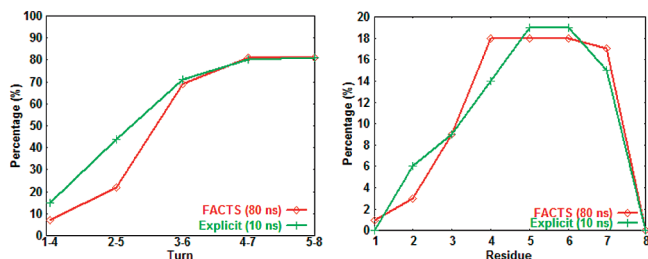 100
90
80
70
60
50
40
30
20
10
0
Percentage (%)
1-4 2-5 3-6 4-7 5-8
Turn
FACTS (80 ns)
Explicit (10 ns)
20
18
16
14
12
10
8
6
4
2
0
Percentage (%)
1 2 3 4 5 6 7 8
Residue
FACTS (80 ns)
Explicit (10 ns)